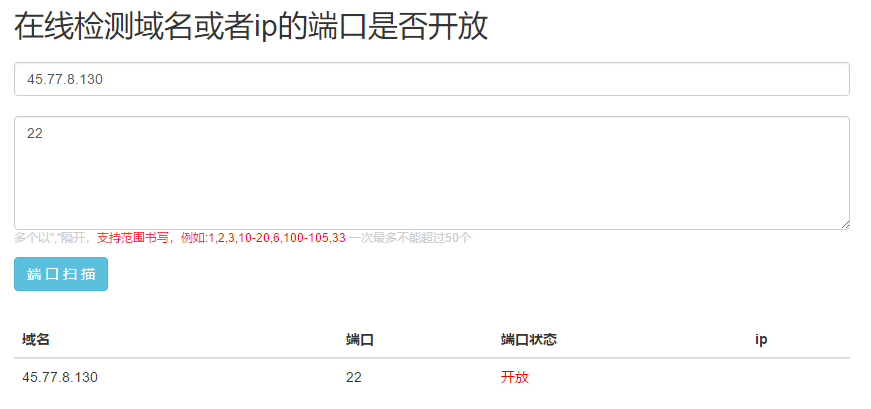 在线检测域名或者ip的端口是否开放
45.77.8.130
22
多个以","隔开，支持范围书写，例如:1,2,3,10-20,6,100-105,33 一次最多不能超过50个
端口扫描
域名 端口 端口状态 ip
45.77.8.130 22 开放